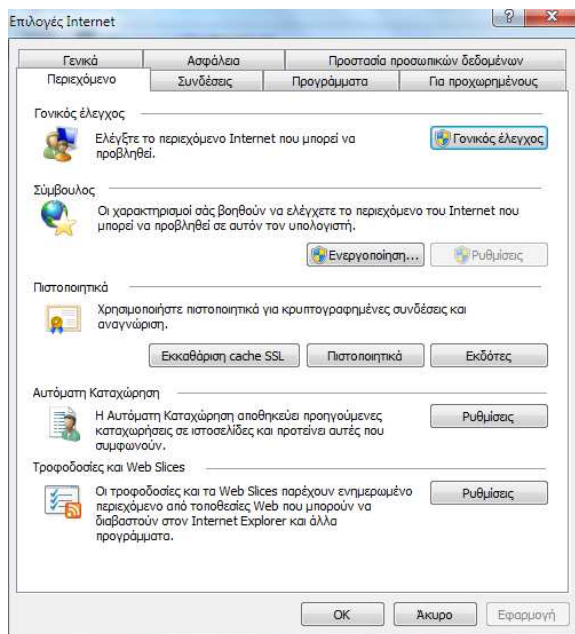 Επιλογές Internet
Γενικά Ασφάλεια Προστασία προσωπικών δεδομένων
Περιεχόμενο Συνδέσεις Προγράμματα Για προχωρημένους
Γονικός έλεγχος
Ελέγξτε το περιεχόμενο Internet που μπορεί να
προβληθεί.
Γονικός έλεγχος
Σύμβουλος
Οι χαρακτηρισμοί σάς βοηθούν να ελέγχετε το περιεχόμενο του Internet που
μπορεί να προβληθεί σε αυτόν τον υπολογιστή.
Ενεργοποίηση... Ρυθμίσεις
Πιστοποιητικά
Χρησιμοποιήστε πιστοποιητικά για κρυπτογραφημένες συνδέσεις και
αναγνώριση.
Εκκαθάριση cache SSL Πιστοποιητικά Εκδότες
Αυτόματη Καταχώρηση
Η Αυτόματη Καταχώρηση αποθηκεύει προηγούμενες
καταχωρήσεις σε ιστοσελίδες και προτείνει αυτές που
συμφωνούν.
Ρυθμίσεις
Τροφοδοσίες και Web Slices
Οι τροφοδοσίες και τα Web Slices παρέχουν ενημερωμένο
περιεχόμενο από τοποθεσίες Web που μπορούν να
διαβαστούν στον Internet Explorer και άλλα
προγράμματα.
Ρυθμίσεις
OK Άκυρο Εφαρμογή